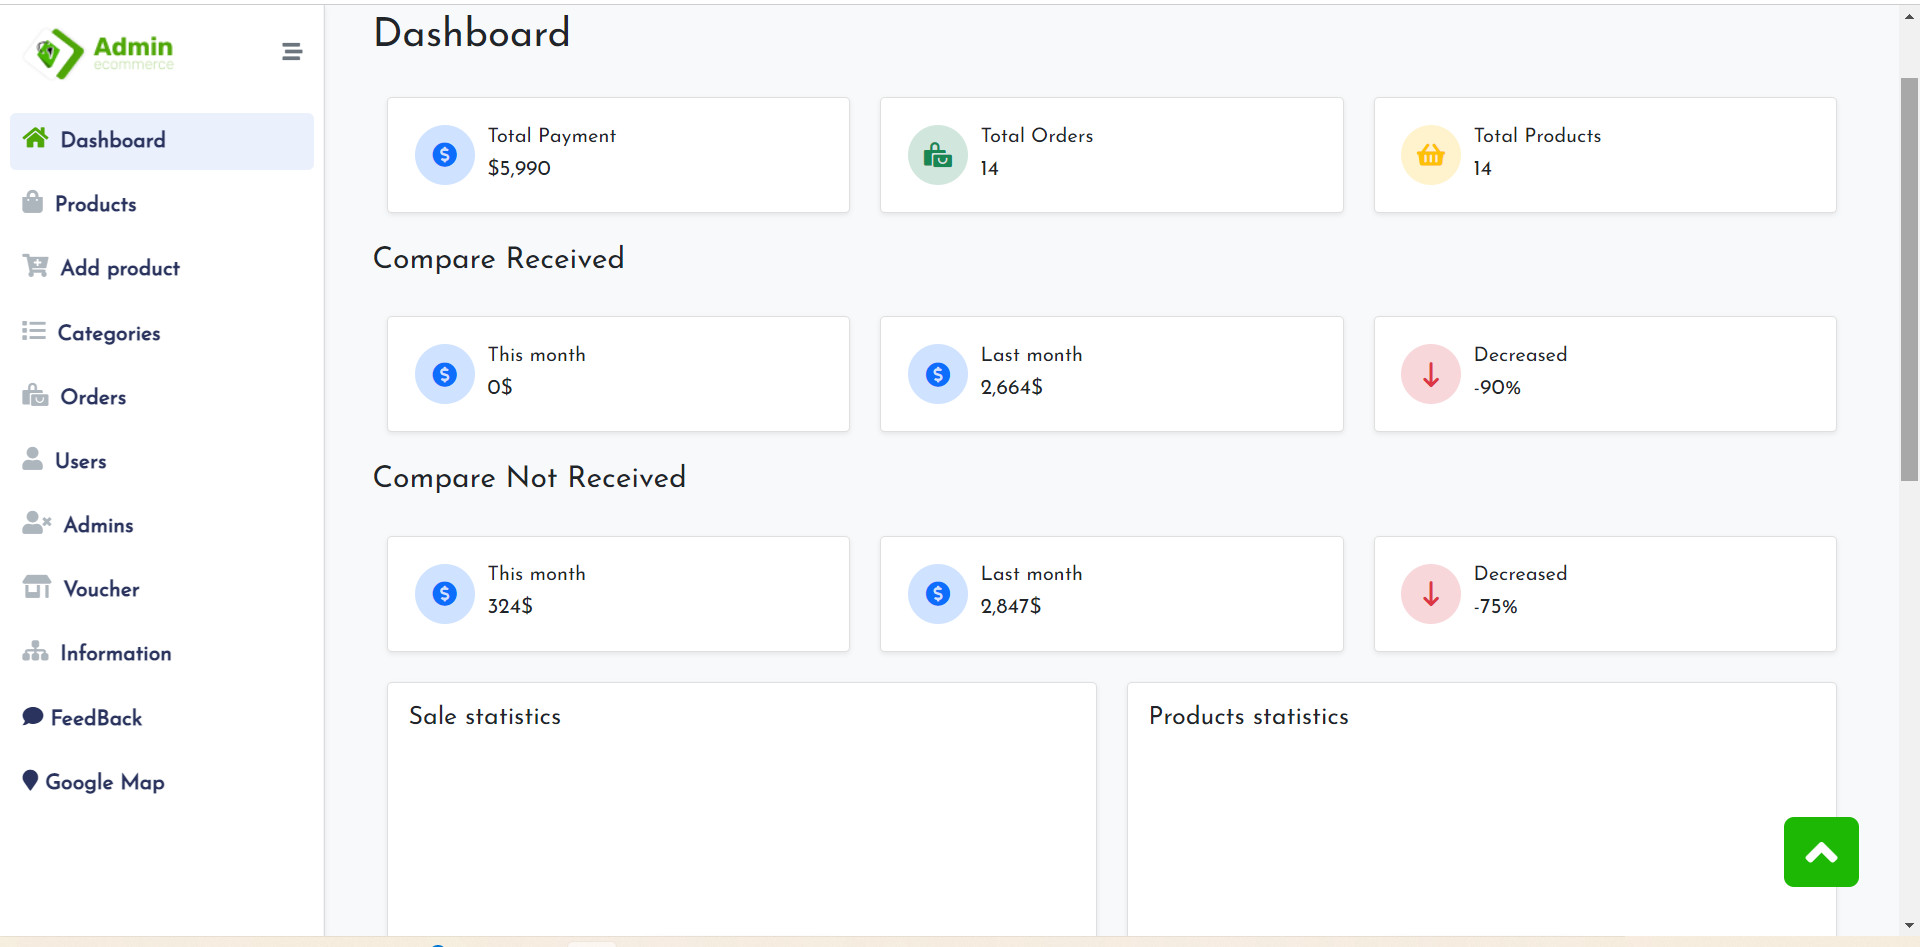 Admin
ecommerce
Dashboard
Products
Add product
Categories
Orders
Users
Admins
Voucher
Information
FeedBack
Google Map
Dashboard
Total Payment
$5,990
Total Orders
14
Total Products
14
Compare Received
This month
0$
Last month
2,664$
Decreased
-90%
Compare Not Received
This month
324$
Last month
2,847$
Decreased
-75%
Sale statistics
Products statistics